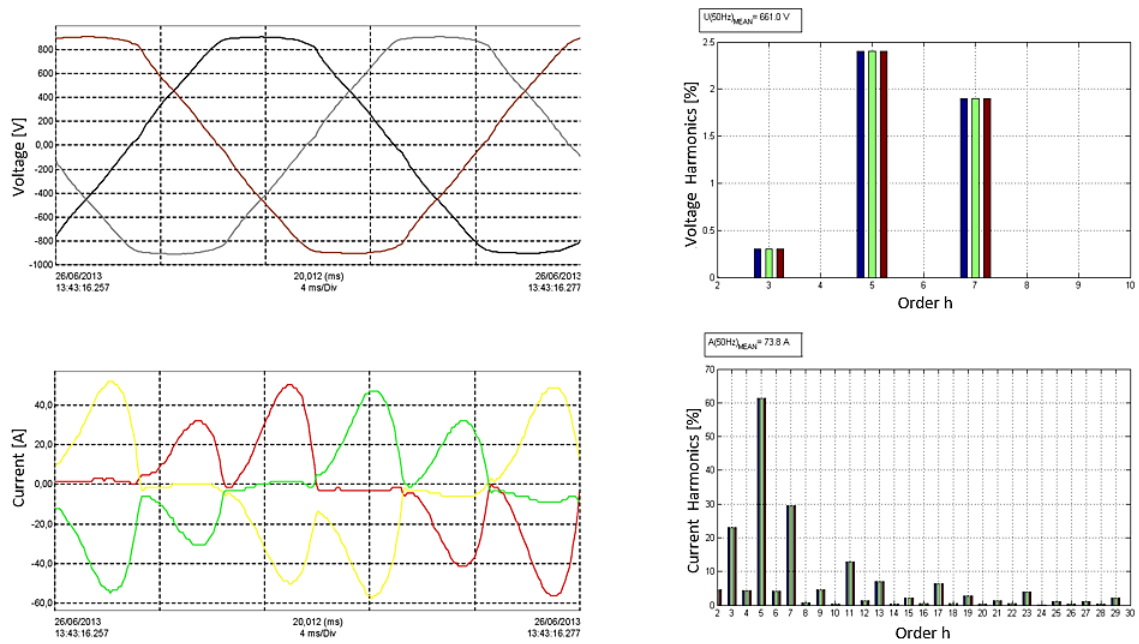 800
600
400
200
0,00
-200
-400
-600
-800
-1000
Voltage [V]
26/06/2013
13:43:16.257
20,012 (ms)
4 ms/Div
26/06/2013
13:43:16.277
U(50Hz)MEAN= 661.0 V
2.5
2
1.5
1
0.5
0
Voltage Harmonics [%]
2 3 4 5 6 7 8 9 10
Order h
40,0
20,0
0,00
-20,0
-40,0
-60,0
Current [A]
26/06/2013
13:43:16.257
20,012 (ms)
4 ms/Div
26/06/2013
13:43:16.277
A(50Hz)MEAN= 73.8 A
70
60
50
40
30
20
10
0
Current Harmonics [%]
2 3 4 5 6 7 8 9 10 11 12 13 14 15 16 17 18 19 20 21 22 23 24 25 26 27 28 29 30
Order h